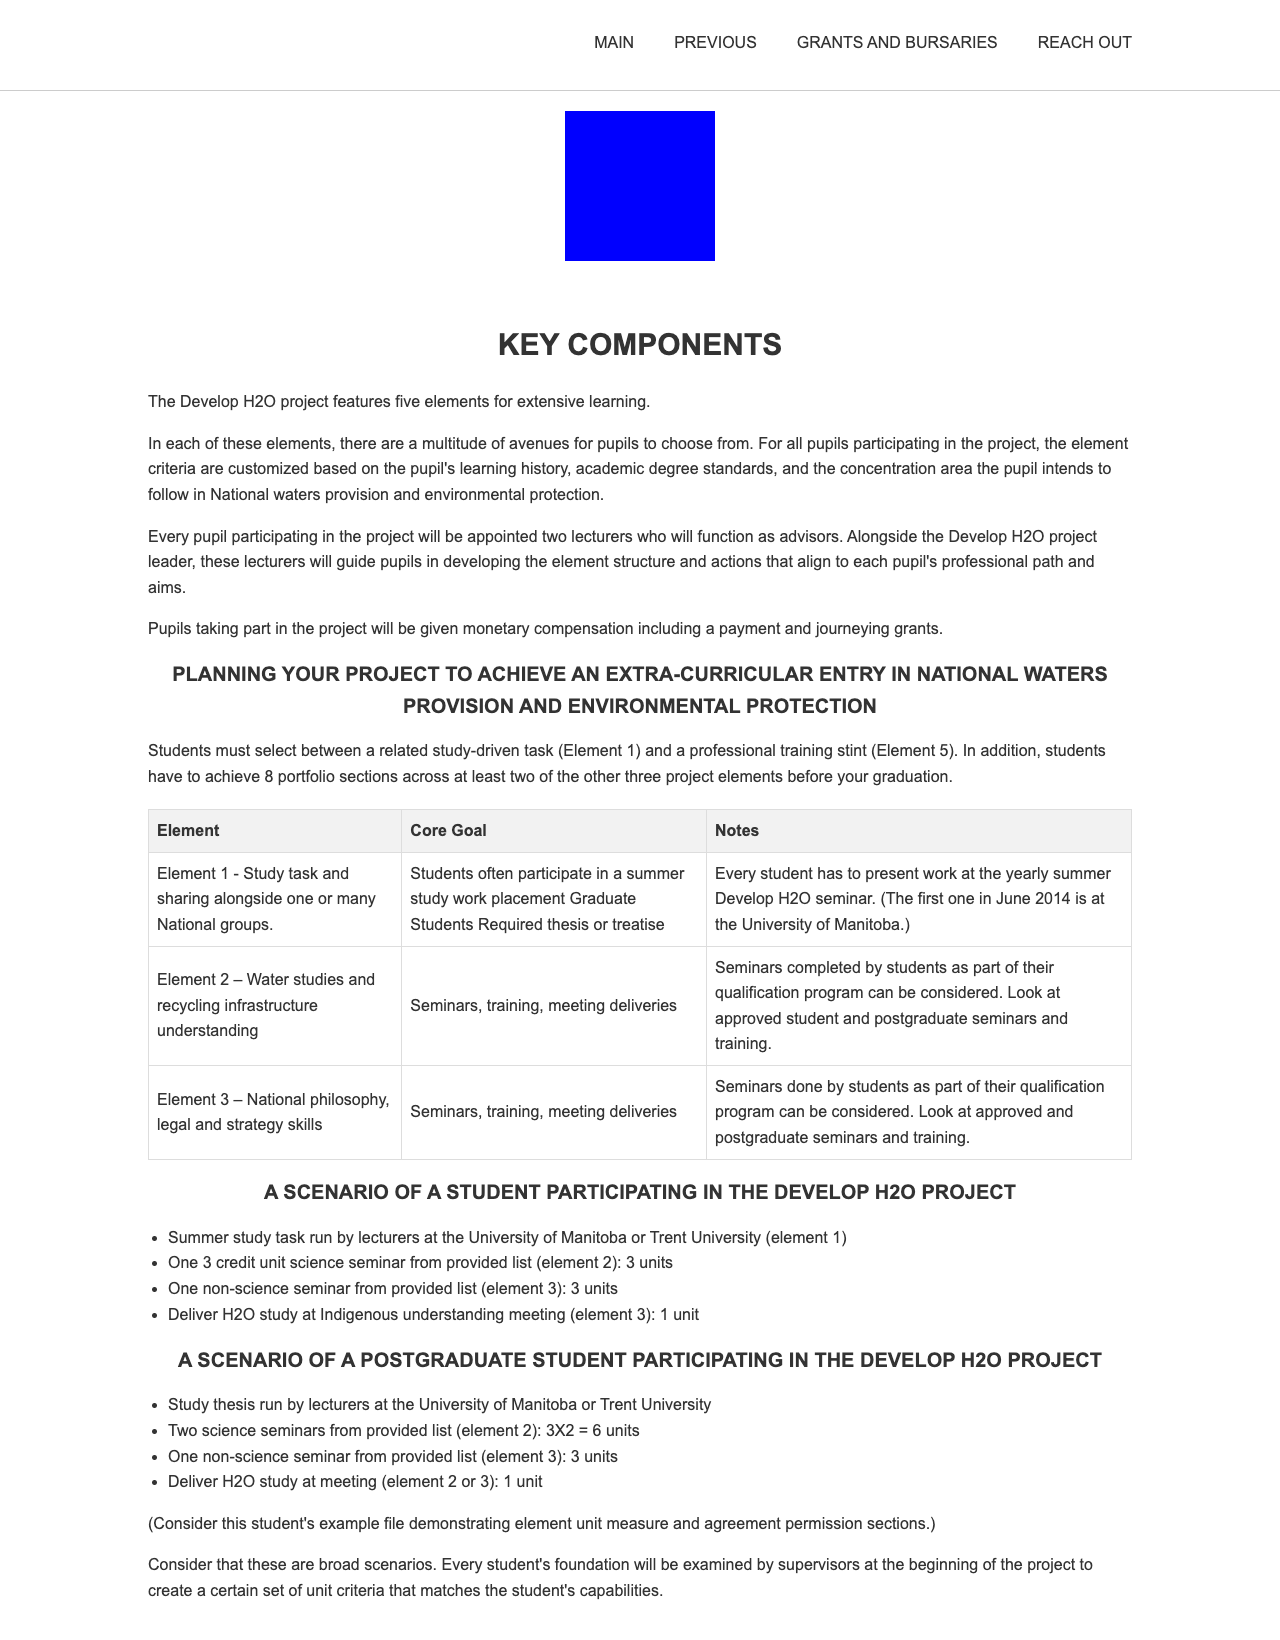 MAIN PREVIOUS GRANTS AND BURSARIES REACH OUT
KEY COMPONENTS
The Develop H2O project features five elements for extensive learning.
In each of these elements, there are a multitude of avenues for pupils to choose from. For all pupils participating in the project, the element
criteria are customized based on the pupil's learning history, academic degree standards, and the concentration area the pupil intends to
follow in National waters provision and environmental protection.
Every pupil participating in the project will be appointed two lecturers who will function as advisors. Alongside the Develop H2O project
leader, these lecturers will guide pupils in developing the element structure and actions that align to each pupil's professional path and
aims.
Pupils taking part in the project will be given monetary compensation including a payment and journeying grants.
PLANNING YOUR PROJECT TO ACHIEVE AN EXTRA-CURRICULAR ENTRY IN NATIONAL WATERS
PROVISION AND ENVIRONMENTAL PROTECTION
Students must select between a related study-driven task (Element 1) and a professional training stint (Element 5). In addition, students
have to achieve 8 portfolio sections across at least two of the other three project elements before your graduation.
Element
Core Goal
Notes
Element 1 - Study task and
sharing alongside one or many
National groups.
Students often participate in a summer
study work placement Graduate
Students Required thesis or treatise
Every student has to present work at the yearly summer
Develop H2O seminar. (The first one in June 2014 is at
the University of Manitoba.)
Element 2 – Water studies and
recycling infrastructure
understanding
Seminars, training, meeting deliveries
Seminars completed by students as part of their
qualification program can be considered. Look at
approved student and postgraduate seminars and
training.
Element 3 – National philosophy,
legal and strategy skills
Seminars, training, meeting deliveries
Seminars done by students as part of their qualification
program can be considered. Look at approved and
postgraduate seminars and training.
A SCENARIO OF A STUDENT PARTICIPATING IN THE DEVELOP H2O PROJECT
• Summer study task run by lecturers at the University of Manitoba or Trent University (element 1)
• One 3 credit unit science seminar from provided list (element 2): 3 units
• One non-science seminar from provided list (element 3): 3 units
• Deliver H2O study at Indigenous understanding meeting (element 3): 1 unit
A SCENARIO OF A POSTGRADUATE STUDENT PARTICIPATING IN THE DEVELOP H2O PROJECT
• Study thesis run by lecturers at the University of Manitoba or Trent University
• Two science seminars from provided list (element 2): 3X2 = 6 units
• One non-science seminar from provided list (element 3): 3 units
• Deliver H2O study at meeting (element 2 or 3): 1 unit
(Consider this student's example file demonstrating element unit measure and agreement permission sections.)
Consider that these are broad scenarios. Every student's foundation will be examined by supervisors at the beginning of the project to
create a certain set of unit criteria that matches the student's capabilities.